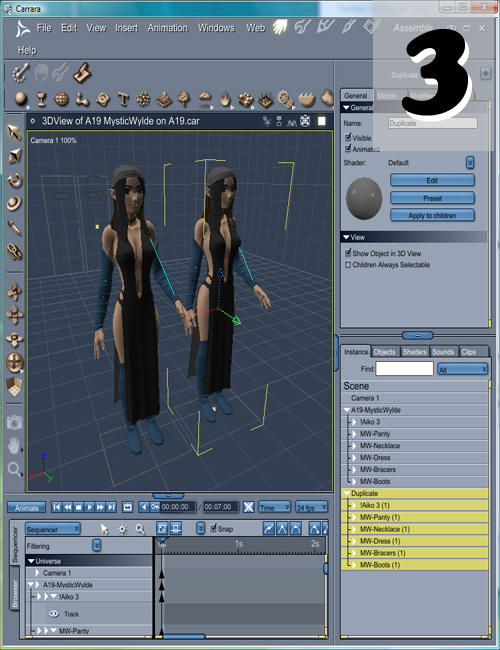 Carrara
File Edit View Insert Animation Windows Web Assemble
Help
3
Duplicate
3DView of A19 MysticWylde on A19.car
Camera 1 100%
General Motion Modifiers
General
Name: Duplicate
Visible
Animated
Shader: Default
Edit
Preset
Apply to children
View
Show Object in 3D View
Children Always Selectable
Instance Objects Shaders Sounds Clips
Find: All
Scene
Camera 1
A19-MysticWylde
!Aiko 3
MW-Panty
MW-Necklace
MW-Dress
MW-Bracers
MW-Boots
Duplicate
!Aiko 3 (1)
MW-Panty (1)
MW-Necklace (1)
MW-Dress (1)
MW-Bracers (1)
MW-Boots (1)
Z
Animate 00:00:00 / 00:07:00 Time 24 fps
Sequencer Snap
Filtering 0s 1s 2s
Universe
Camera 1
A19-MysticWylde
!Aiko 3
Track
MW-Panty
Sequencer
Browser